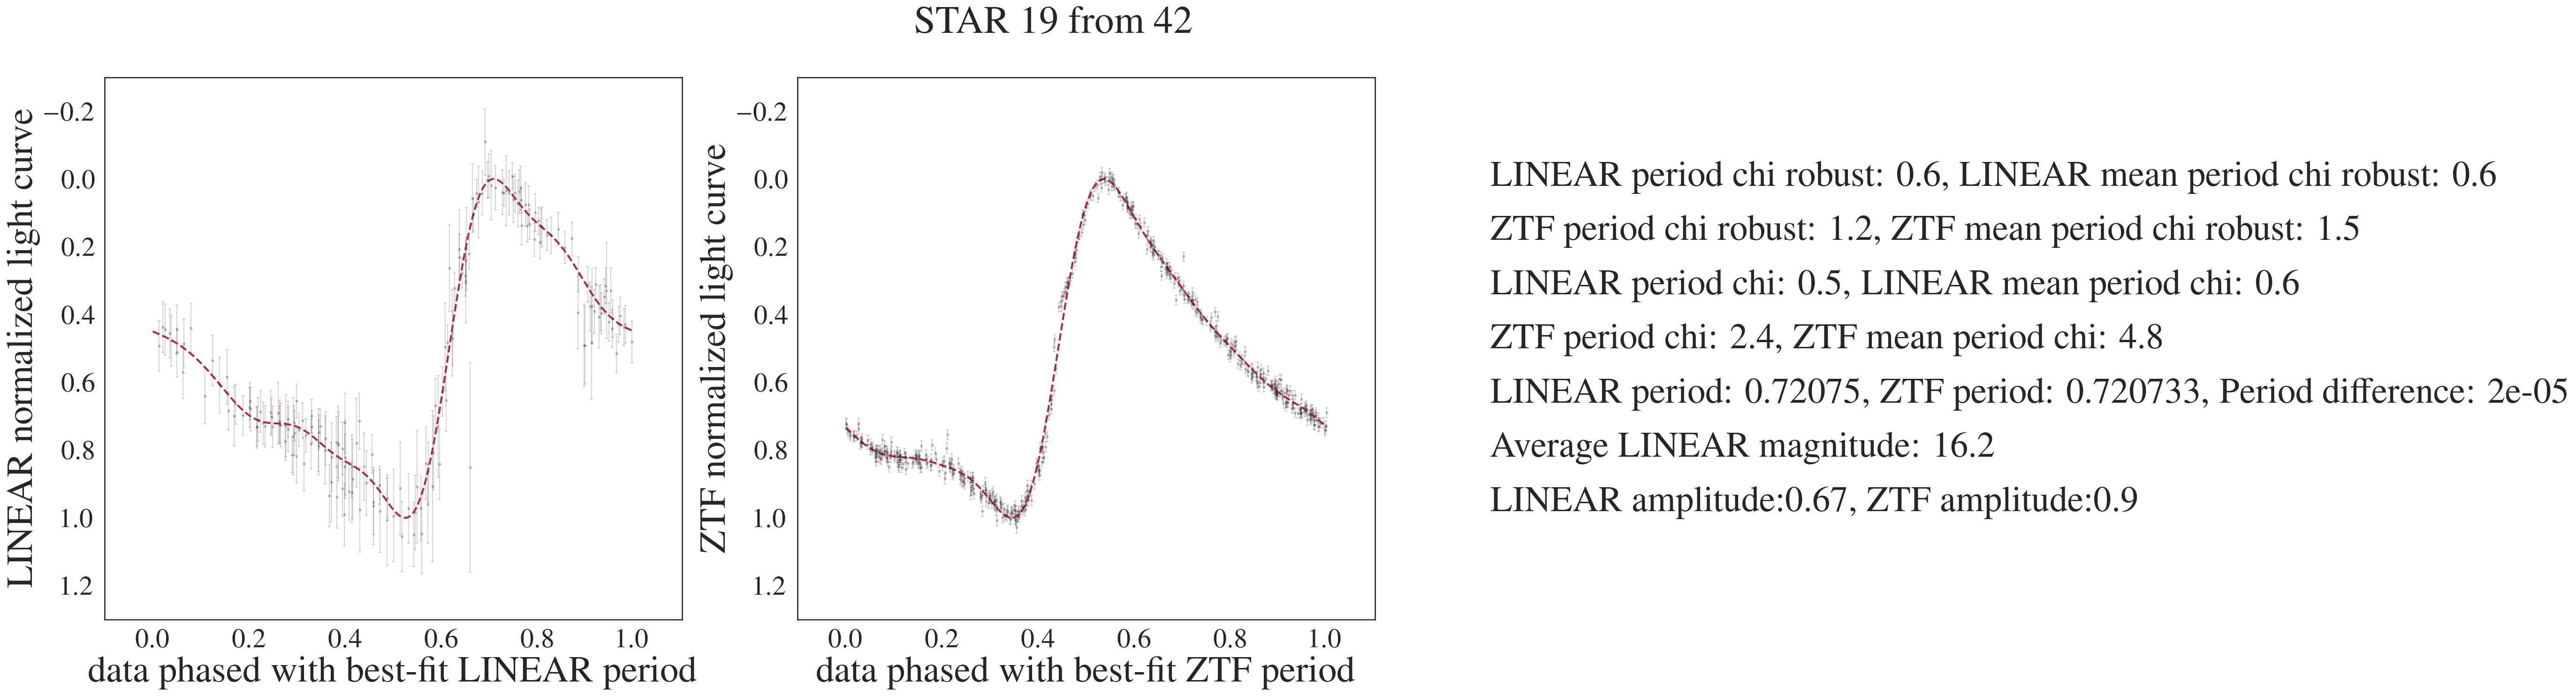 STAR 19 from 42
LINEAR normalized light curve
−0.2
0.0
0.2
0.4
0.6
0.8
1.0
1.2
0.0 0.2 0.4 0.6 0.8 1.0
data phased with best-fit LINEAR period
ZTF normalized light curve
−0.2
0.0
0.2
0.4
0.6
0.8
1.0
1.2
0.0 0.2 0.4 0.6 0.8 1.0
data phased with best-fit ZTF period
LINEAR period chi robust: 0.6, LINEAR mean period chi robust: 0.6
ZTF period chi robust: 1.2, ZTF mean period chi robust: 1.5
LINEAR period chi: 0.5, LINEAR mean period chi: 0.6
ZTF period chi: 2.4, ZTF mean period chi: 4.8
LINEAR period: 0.72075, ZTF period: 0.720733, Period difference: 2e-05
Average LINEAR magnitude: 16.2
LINEAR amplitude:0.67, ZTF amplitude:0.9